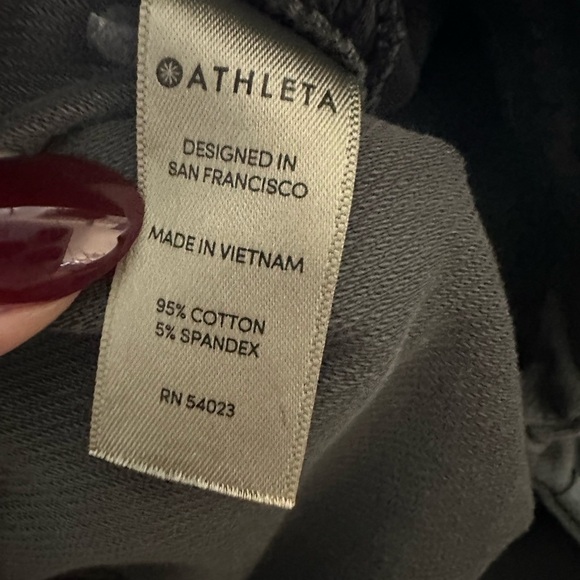 ATHLETA
DESIGNED IN
SAN FRANCISCO
MADE IN VIETNAM
95% COTTON
5% SPANDEX
RN 54023